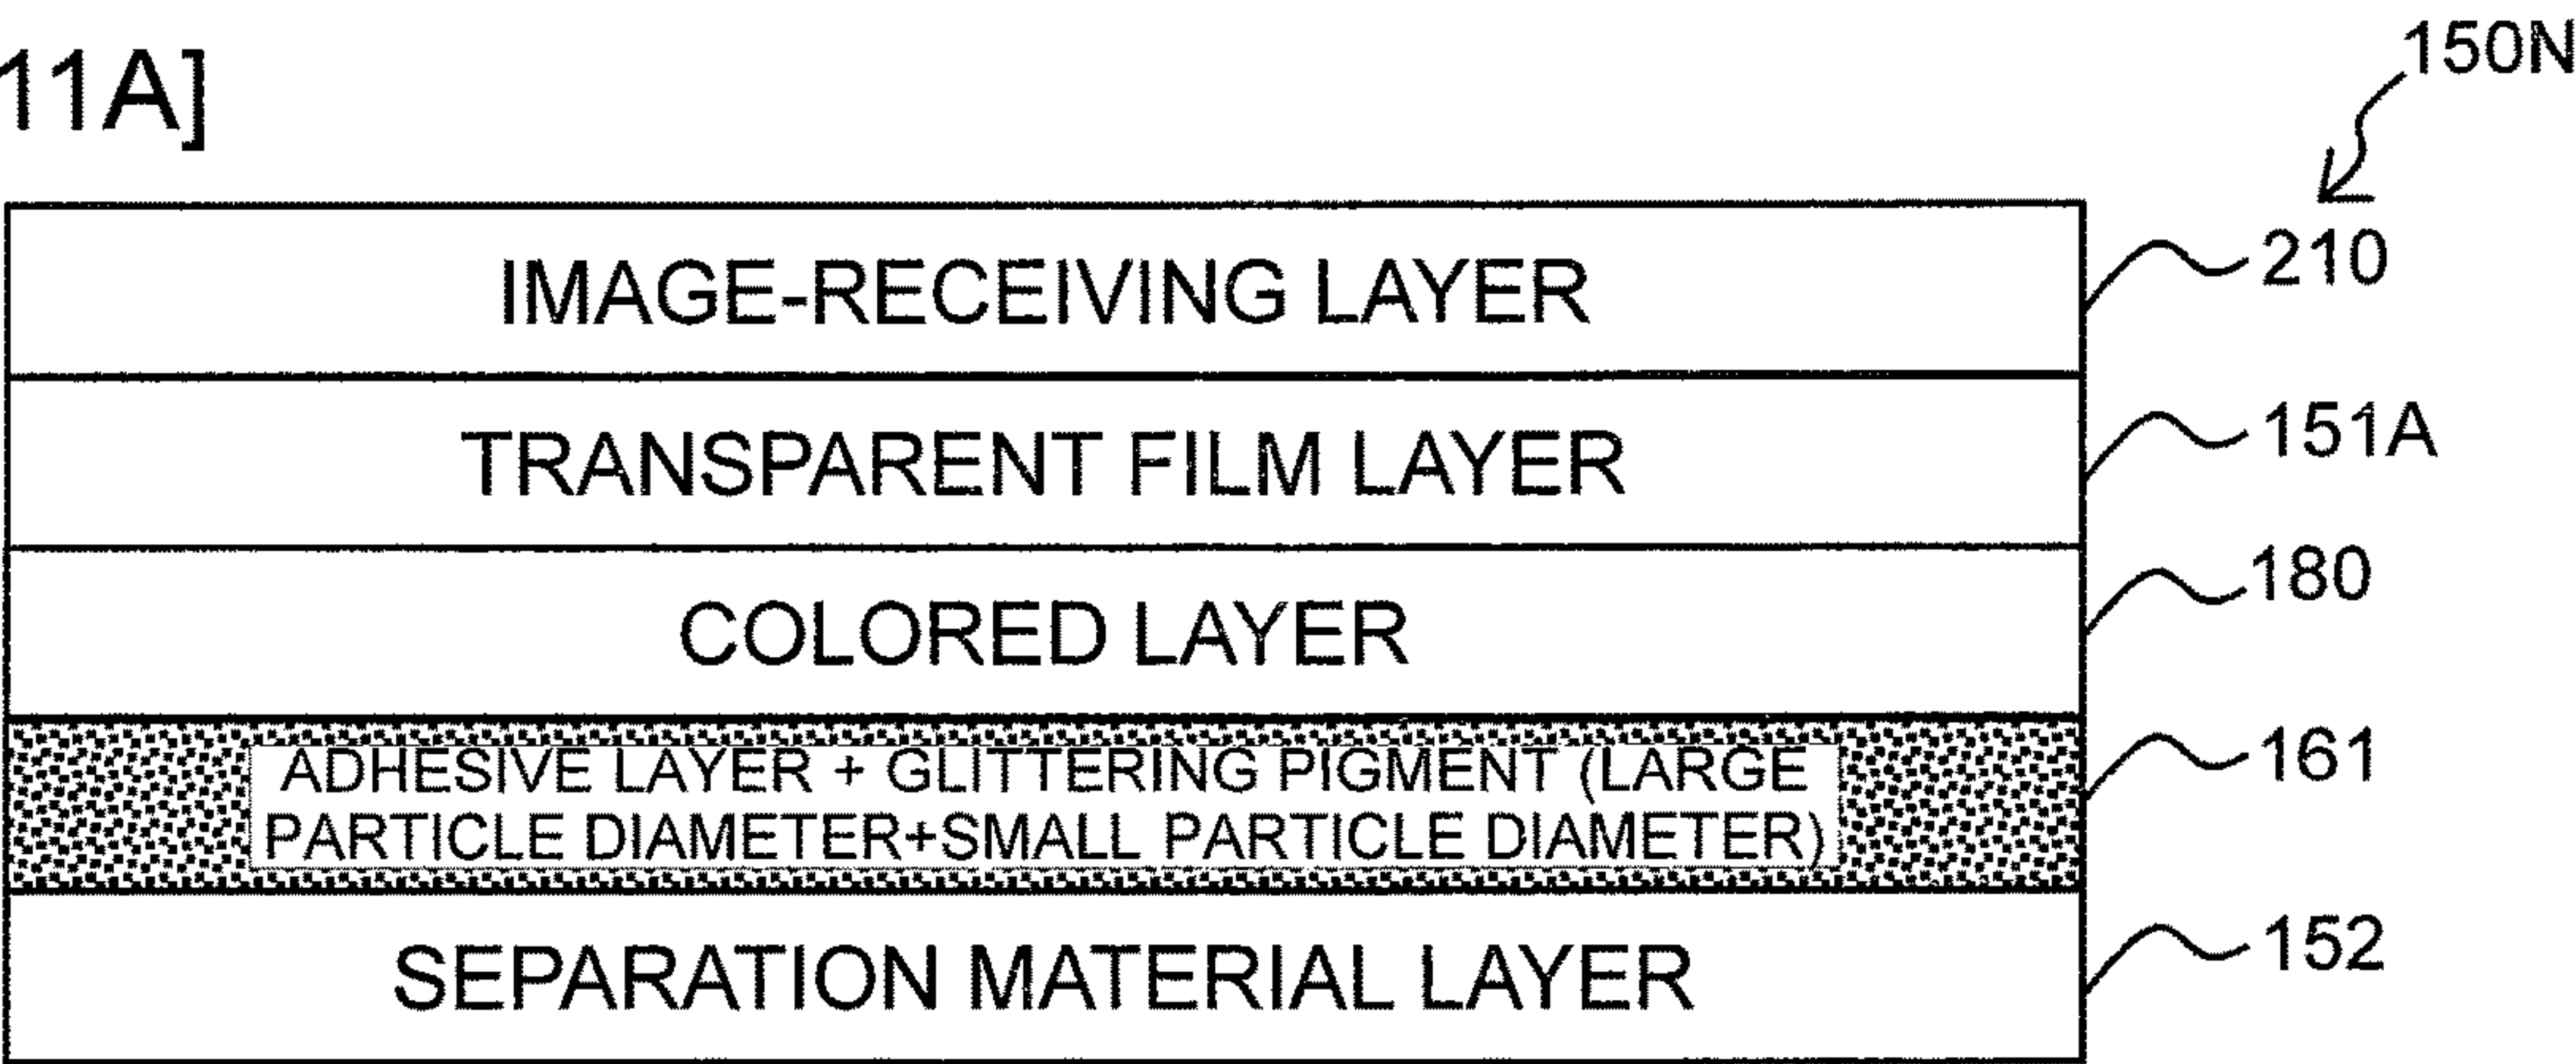 11A]
150N
IMAGE-RECEIVING LAYER
210
TRANSPARENT FILM LAYER
151A
COLORED LAYER
180
ADHESIVE LAYER + GLITTERING PIGMENT (LARGE
PARTICLE DIAMETER+SMALL PARTICLE DIAMETER)
161
SEPARATION MATERIAL LAYER
152